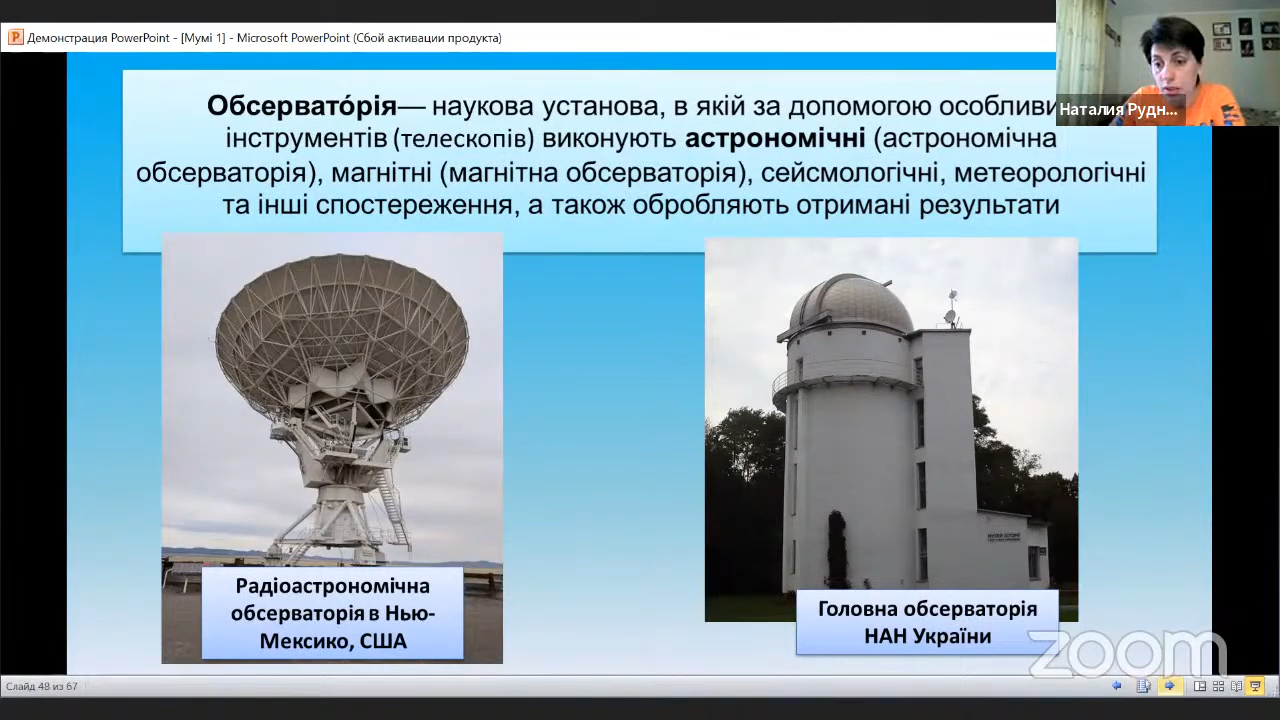 Демонстрация PowerPoint - [Мумі 1] - Microsoft PowerPoint (Сбой активации продукта)
Наталия Рудн...
Обсервато́рія— наукова установа, в якій за допомогою особливи
інструментів (телескопів) виконують астрономічні (астрономічна
обсерваторія), магнітні (магнітна обсерваторія), сейсмологічні, метеорологічні
та інші спостереження, а також обробляють отримані результати
МУЗЕЙ ІСТОРІЇ
Радіоастрономічна
обсерваторія в Нью-
Мексико, США
Головна обсерваторія
НАН України
zoom
Слайд 48 из 67